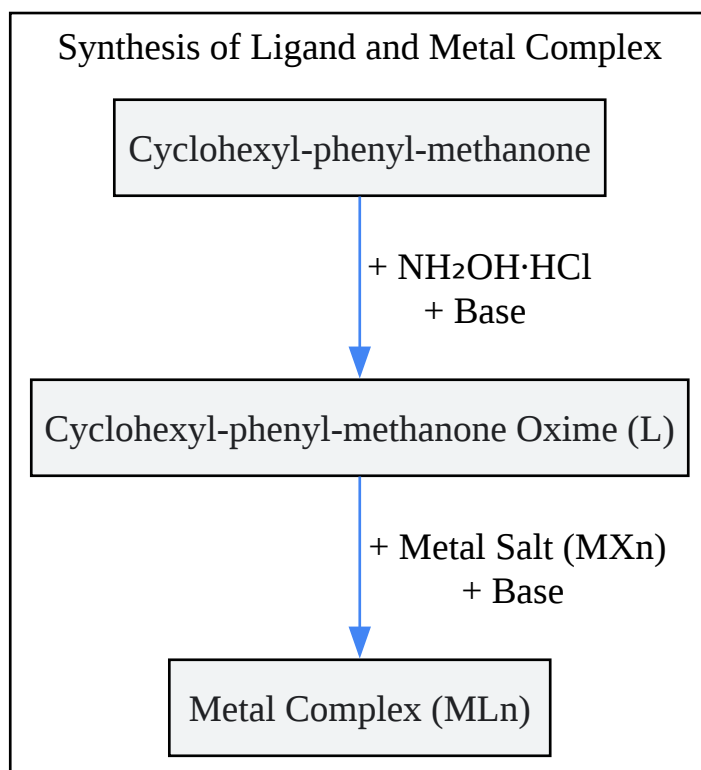 Synthesis of Ligand and Metal Complex
Cyclohexyl-phenyl-methanone
+ NH₂OH·HCl
+ Base
Cyclohexyl-phenyl-methanone Oxime (L)
+ Metal Salt (MXn)
+ Base
Metal Complex (MLn)